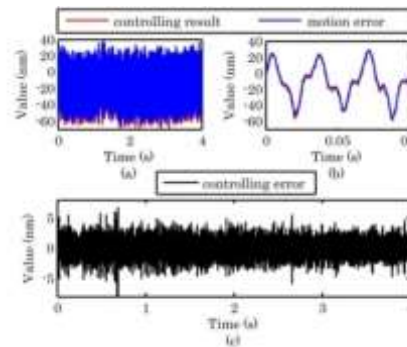 controlling result motion error
40
20
0
-20
-40
-60
Value (nm)
0 2 4
Time (s)
(a)
40
20
0
-20
-40
-60
Value (nm)
0 0.05 0.
Time (s)
(b)
controlling error
5
0
-5
Value (nm)
0 1 2 3
Time (s)
(c)